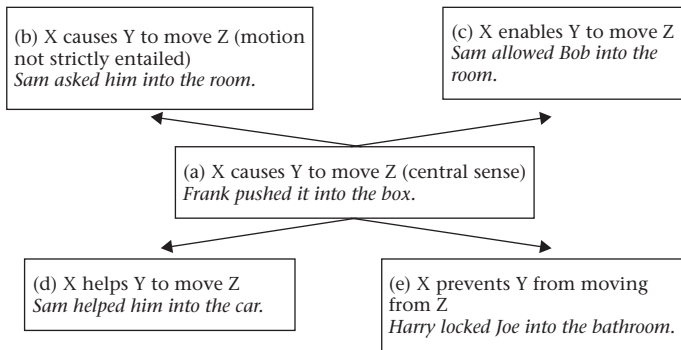 (b) X causes Y to move Z (motion
not strictly entailed)
Sam asked him into the room.
(c) X enables Y to move Z
Sam allowed Bob into the
room.
(a) X causes Y to move Z (central sense)
Frank pushed it into the box.
(d) X helps Y to move Z
Sam helped him into the car.
(e) X prevents Y from moving
from Z
Harry locked Joe into the bathroom.